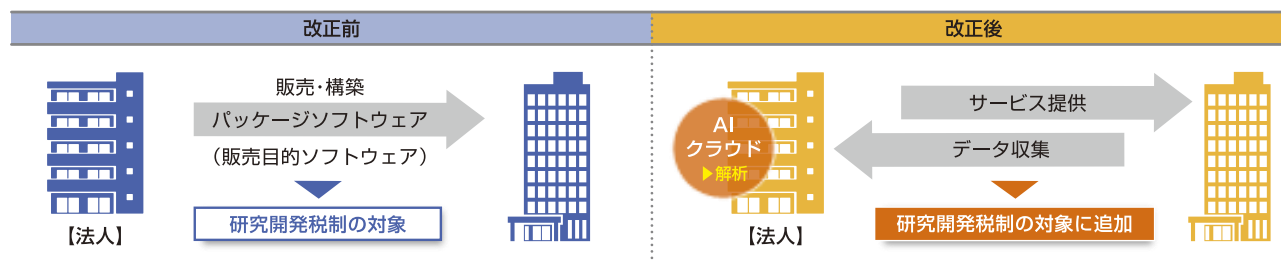 改正前
販売・構築
パッケージソフトウェア
（販売目的ソフトウェア）
研究開発税制の対象
【法人】
改正後
AI
クラウド
▶解析
サービス提供
データ収集
研究開発税制の対象に追加
【法人】